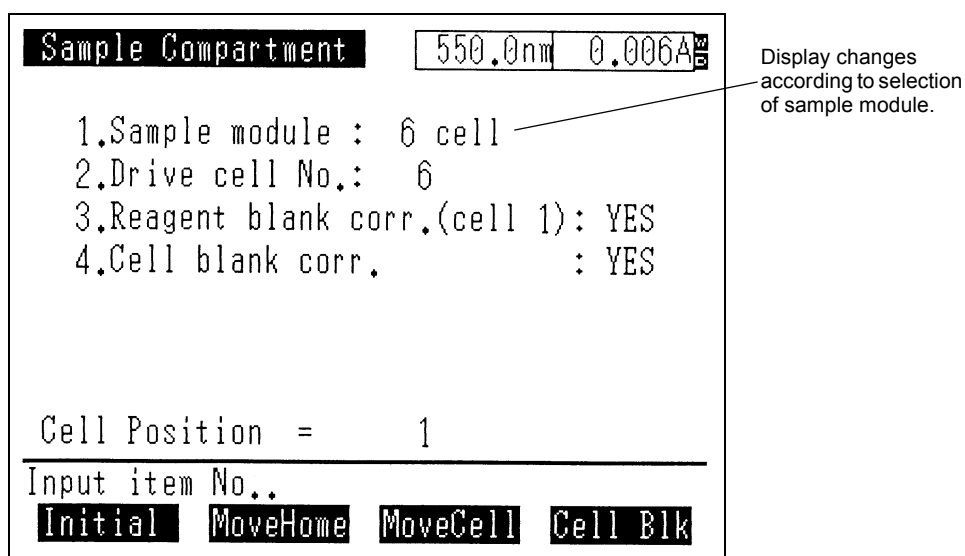 Sample Compartment 550.0nm 0.006A
Display changes
according to selection
of sample module.
1.Sample module : 6 cell
2.Drive cell No.: 6
3.Reagent blank corr.(cell 1): YES
4.Cell blank corr. : YES
Cell Position = 1
Input item No..
Initial MoveHome MoveCell Cell Blk